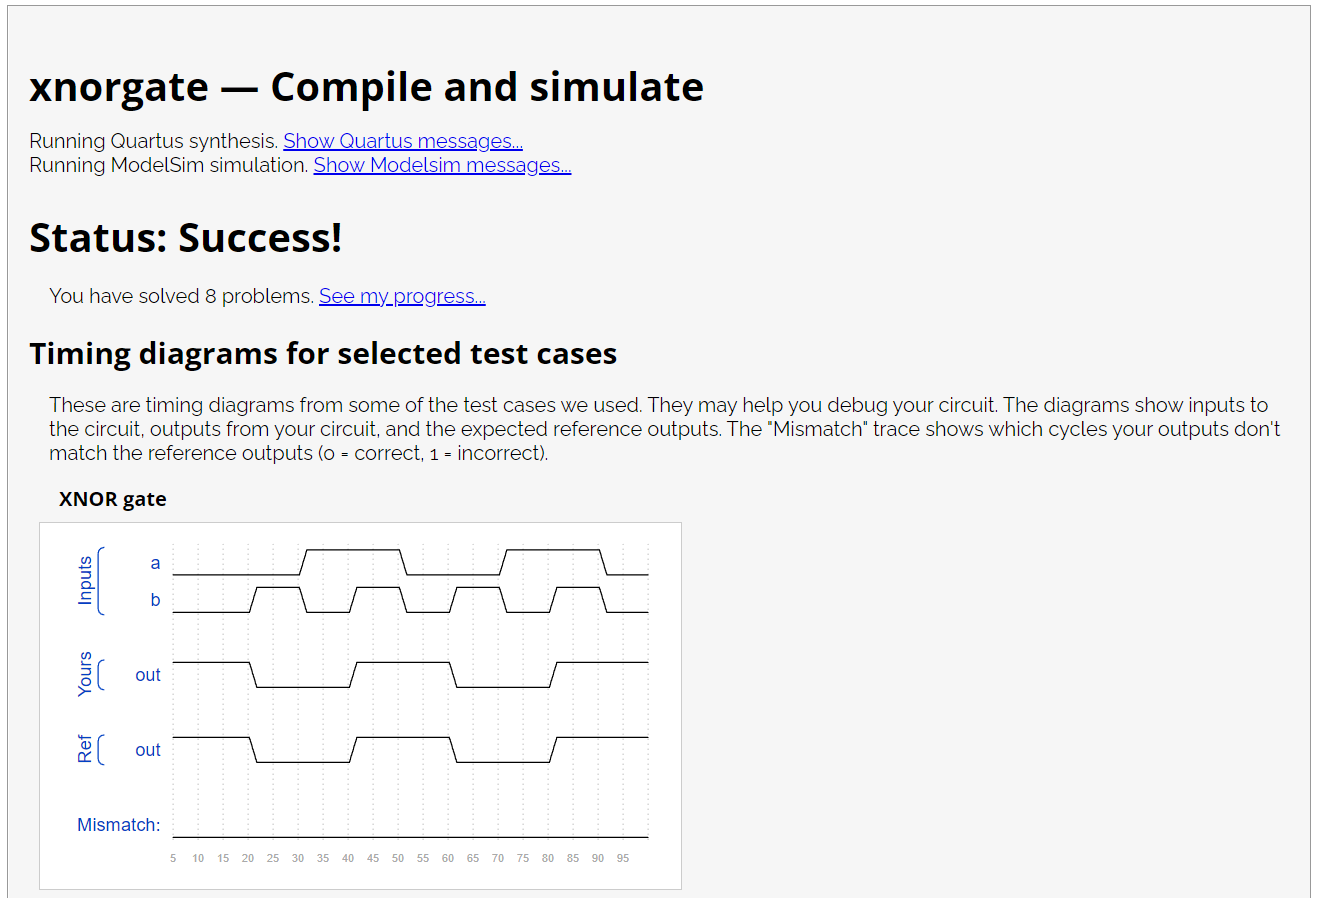 xnorgate — Compile and simulate
Running Quartus synthesis. Show Quartus messages...
Running ModelSim simulation. Show Modelsim messages...
Status: Success!
You have solved 8 problems. See my progress...
Timing diagrams for selected test cases
These are timing diagrams from some of the test cases we used. They may help you debug your circuit. The diagrams show inputs to
the circuit, outputs from your circuit, and the expected reference outputs. The "Mismatch" trace shows which cycles your outputs don't
match the reference outputs (0 = correct, 1 = incorrect).
XNOR gate
Inputs
a
b
Yours
out
Ref
out
Mismatch:
5 10 15 20 25 30 35 40 45 50 55 60 65 70 75 80 85 90 95